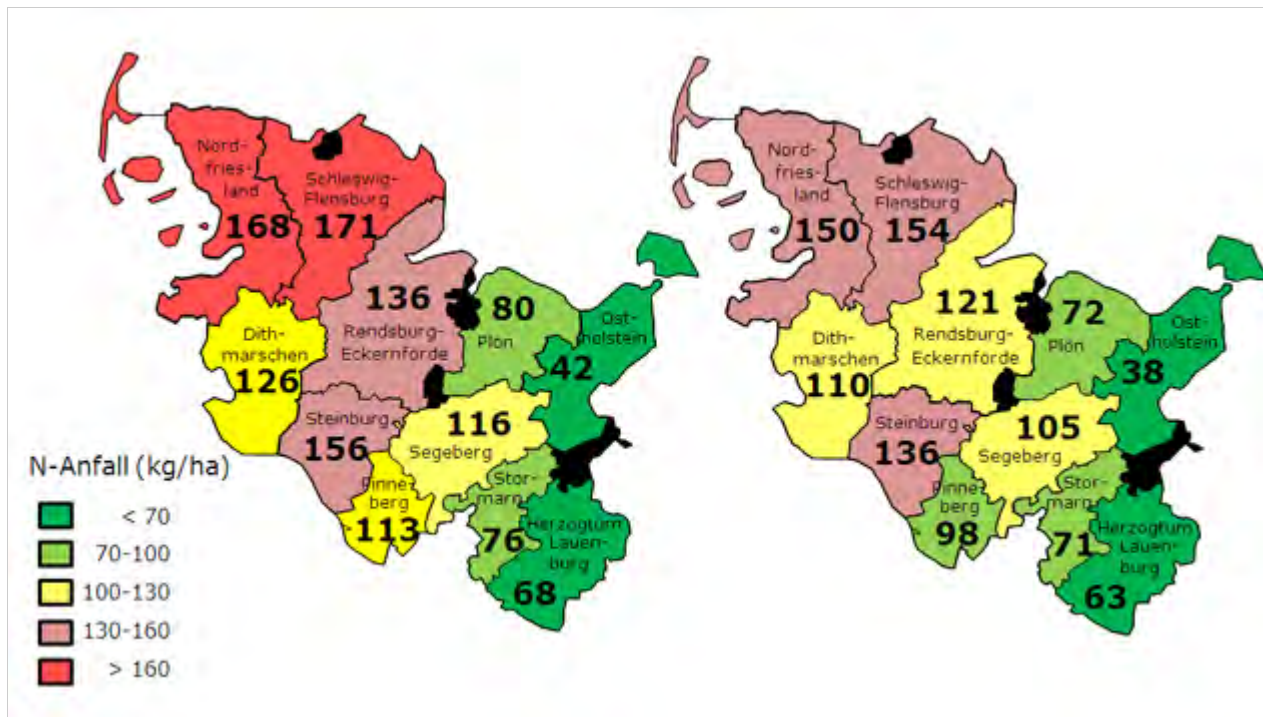 Nord-
fries-
land
168
Schleswig-
Flensburg
171
136
Rendsburg-
Eckernförde
80
Plön
Ost-
holstein
42
Dith-
marschen
126
Steinburg
156
116
Segeberg
Pinne-
berg
113
Stor-
marn
76
Herzogtum
Lauen-
burg
68
N-Anfall (kg/ha)
< 70
70-100
100-130
130-160
> 160
Nord-
fries-
land
150
Schleswig-
Flensburg
154
121
Rendsburg-
Eckernförde
72
Plön
Ost-
holstein
38
Dith-
marschen
110
Steinburg
136
105
Segeberg
Pinne-
berg
98
Stor-
marn
71
Herzogtum
Lauen-
burg
63